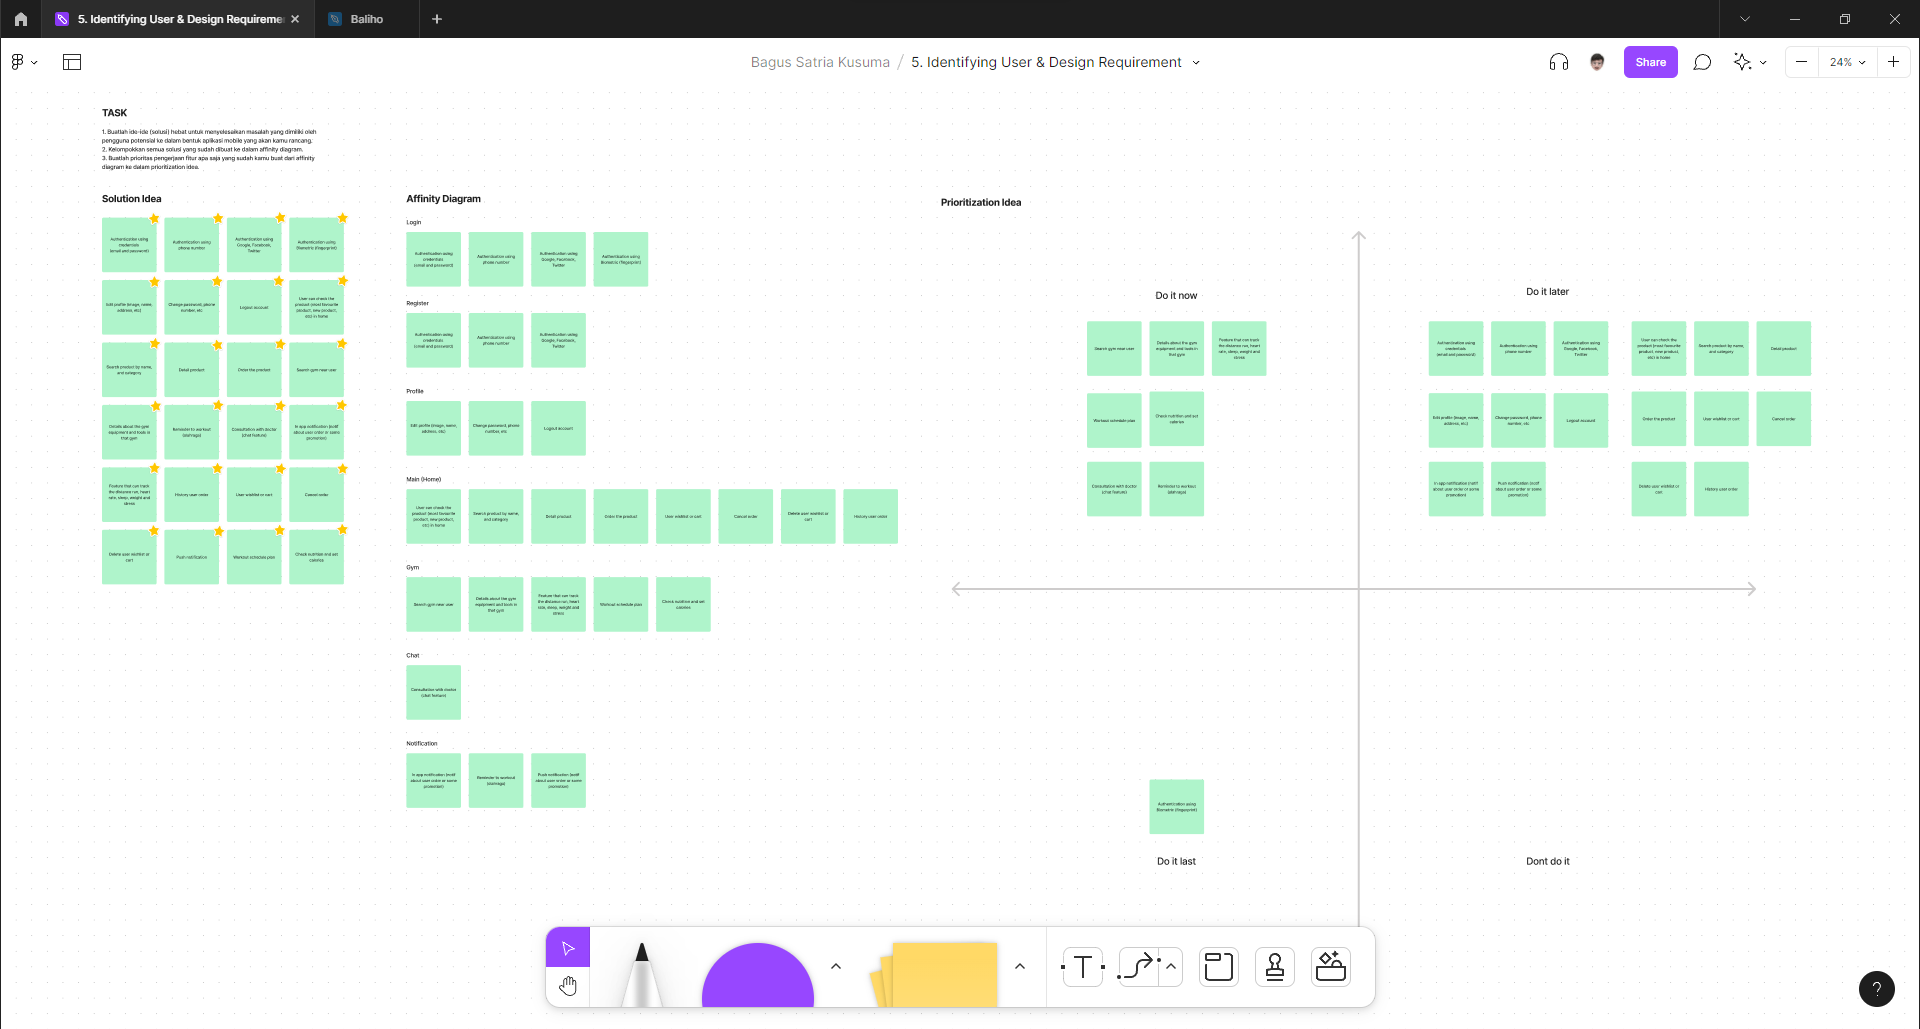 5. Identifying User & Design Requireme
Baliho
Bagus Satria Kusuma / 5. Identifying User & Design Requirement
Share
24%
TASK
1. Buatlah ide-ide (solusi) hebat untuk menyelesaikan masalah yang dimiliki oleh
pengguna potensial ke dalam bentuk aplikasi mobile yang akan kamu rancang.
2. Kelompokkan semua solusi yang sudah dibuat ke dalam affinity diagram.
3. Buatlah prioritas pengerjaan fitur apa saja yang sudah kamu buat dari affinity
diagram ke dalam prioritization idea.
Solution Idea
Authentication using
credentials
(email and password)
Authentication using
phone number
Authentication using
Google, Facebook,
Twitter
Authentication using
Biometric (fingerprint)
Edit profile (image, name,
address, etc)
Change password, phone
number, etc
Logout account
User can check the
product (most favourite
product, new product,
etc) in home
Search product by name,
and category
Detail product
Order the product
Search gym near user
Details about the gym
equipment and tools in
that gym
Reminder to workout
(olahraga)
Consultation with doctor
(chat feature)
In app notification (notif
about user order or some
promotion)
Feature that can track
the distance run, heart
rate, sleep, weight and
stress
History user order
User wishlist or cart
Cancel order
Delete user wishlist or
cart
Push notification
Workout schedule plan
Check nutrition and set
calories
Affinity Diagram
Login
Authentication using
credentials
(email and password)
Authentication using
phone number
Authentication using
Google, Facebook,
Twitter
Authentication using
Biometric (fingerprint)
Register
Authentication using
credentials
(email and password)
Authentication using
phone number
Authentication using
Google, Facebook,
Twitter
Profile
Edit profile (image, name,
address, etc)
Change password, phone
number, etc
Logout account
Main (Home)
User can check the
product (most favourite
product, new product,
etc) in home
Search product by name,
and category
Detail product
Order the product
User wishlist or cart
Cancel order
Delete user wishlist or
cart
History user order
Gym
Search gym near user
Details about the gym
equipment and tools in
that gym
Feature that can track
the distance run, heart
rate, sleep, weight and
stress
Workout schedule plan
Check nutrition and set
calories
Chat
Consultation with doctor
(chat feature)
Notification
In app notification (notif
about user order or some
promotion)
Reminder to workout
(olahraga)
Push notification (notif
about user order or some
promotion)
Prioritization Idea
Do it now
Search gym near user
Details about the gym
equipment and tools in
that gym
Feature that can track
the distance run, heart
rate, sleep, weight and
stress
Workout schedule plan
Check nutrition and set
calories
Consultation with doctor
(chat feature)
Reminder to workout
(olahraga)
Do it later
Authentication using
credentials
(email and password)
Authentication using
phone number
Authentication using
Google, Facebook,
Twitter
User can check the
product (most favourite
product, new product,
etc) in home
Search product by name,
and category
Detail product
Edit profile (image, name,
address, etc)
Change password, phone
number, etc
Logout account
Order the product
User wishlist or cart
Cancel order
In app notification (notif
about user order or some
promotion)
Push notification (notif
about user order or some
promotion)
Delete user wishlist or
cart
History user order
Authentication using
Biometric (fingerprint)
Do it last
Dont do it
T
?